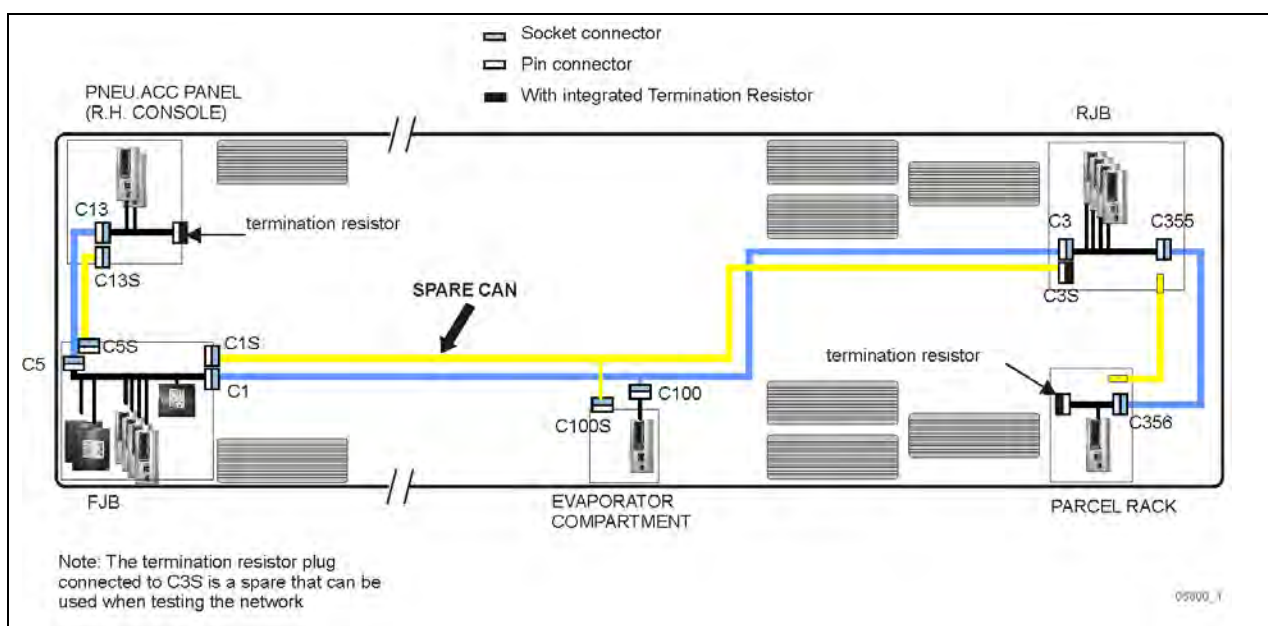 Socket connector
Pin connector
With integrated Termination Resistor
PNEU.ACC PANEL
(R.H. CONSOLE)
RJB
C13
termination resistor
C3
C355
C13S
SPARE CAN
C3S
C5S
C1S
C5
termination resistor
C1
C100
C100S
C356
FJB
EVAPORATOR
COMPARTMENT
PARCEL RACK
Note: The termination resistor plug
connected to C3S is a spare that can be
used when testing the network